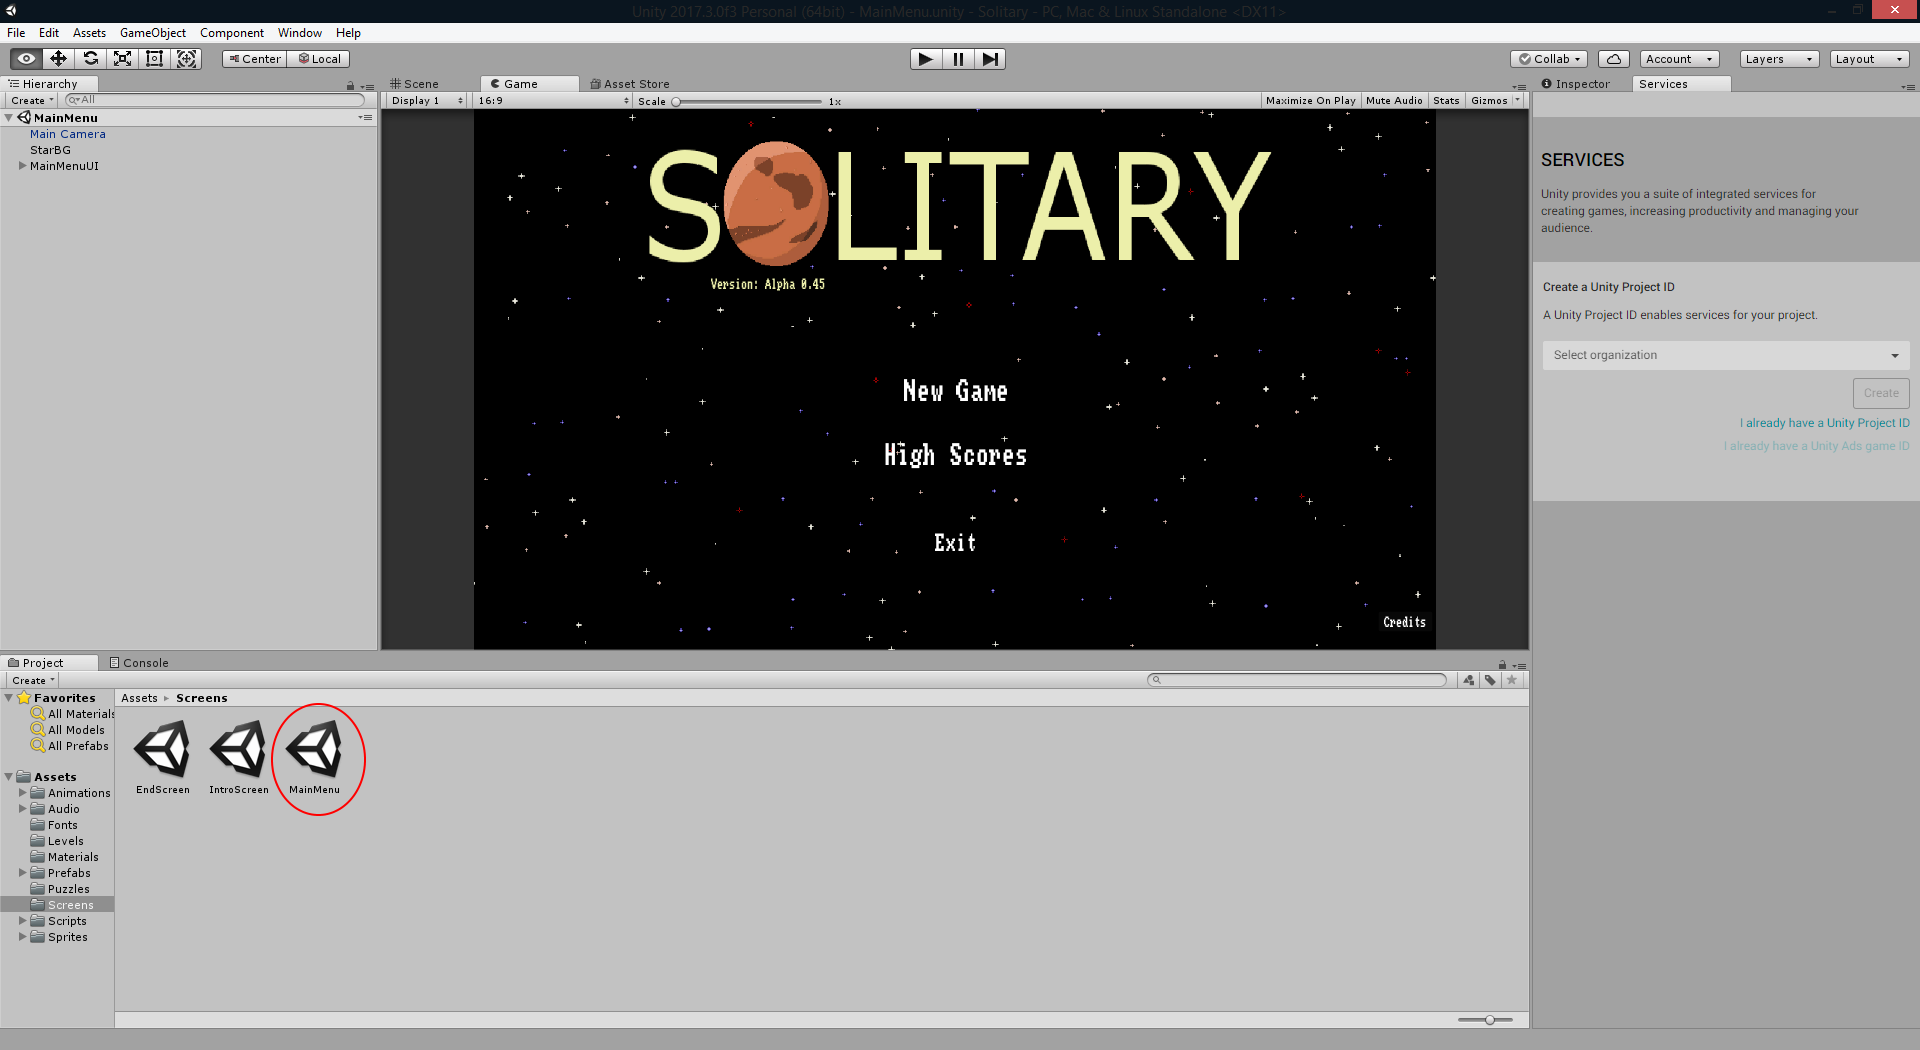 Unity 2017.3.0f3 Personal (64bit) - MainMenu.unity - Solitary - PC, Mac & Linux Standalone <DX11>
File Edit Assets GameObject Component Window Help
Center Local Collab Account Layers Layout
Hierarchy
Create All
MainMenu
Main Camera
StarBG
MainMenuUI
Scene Game Asset Store
Display 1 16:9 Scale 1x Maximize On Play Mute Audio Stats Gizmos
S LITARY
Version: Alpha 0.45
New Game
High Scores
Exit
Credits
Inspector Services
SERVICES
Unity provides you a suite of integrated services for
creating games, increasing productivity and managing your
audience.
Create a Unity Project ID
A Unity Project ID enables services for your project.
Select organization
Create
I already have a Unity Project ID
I already have a Unity Ads game ID
Project Console
Create
Favorites
All Materials
All Models
All Prefabs
Assets
Animations
Audio
Fonts
Levels
Materials
Prefabs
Puzzles
Screens
Scripts
Sprites
Assets Screens
EndScreen IntroScreen MainMenu